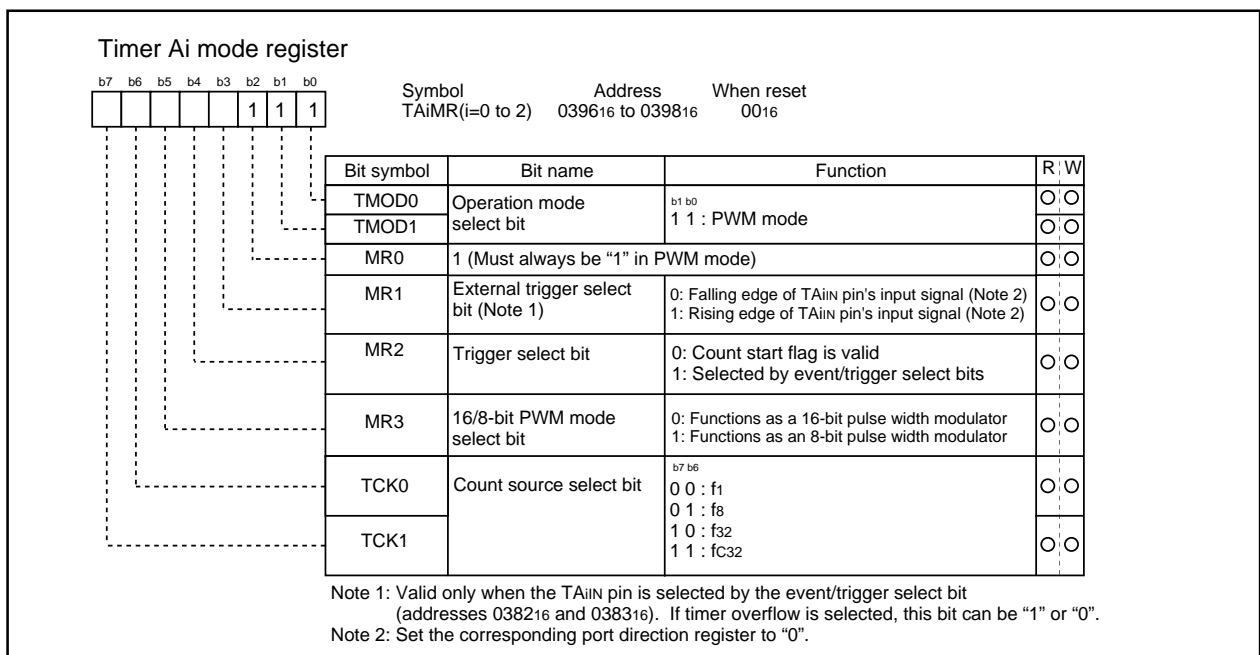 Timer Ai mode register
b7 b6 b5 b4 b3 b2 b1 b0
1 1 1
Symbol Address When reset
TAiMR(i=0 to 2) 039616 to 039816 0016
Bit symbol Bit name Function R W
TMOD0 Operation mode select bit b1 b0
TMOD1 1 1 : PWM mode
MR0 1 (Must always be “1” in PWM mode)
MR1 External trigger select 0: Falling edge of TAiIN pin’s input signal (Note 2)
bit (Note 1) 1: Rising edge of TAiIN pin’s input signal (Note 2)
MR2 Trigger select bit 0: Count start flag is valid
1: Selected by event/trigger select bits
MR3 16/8-bit PWM mode 0: Functions as a 16-bit pulse width modulator
select bit 1: Functions as an 8-bit pulse width modulator
b7 b6
TCK0 Count source select bit 0 0 : f1
0 1 : f8
TCK1 1 0 : f32
1 1 : fC32
Note 1: Valid only when the TAiIN pin is selected by the event/trigger select bit
(addresses 038216 and 038316). If timer overflow is selected, this bit can be “1” or “0”.
Note 2: Set the corresponding port direction register to “0”.